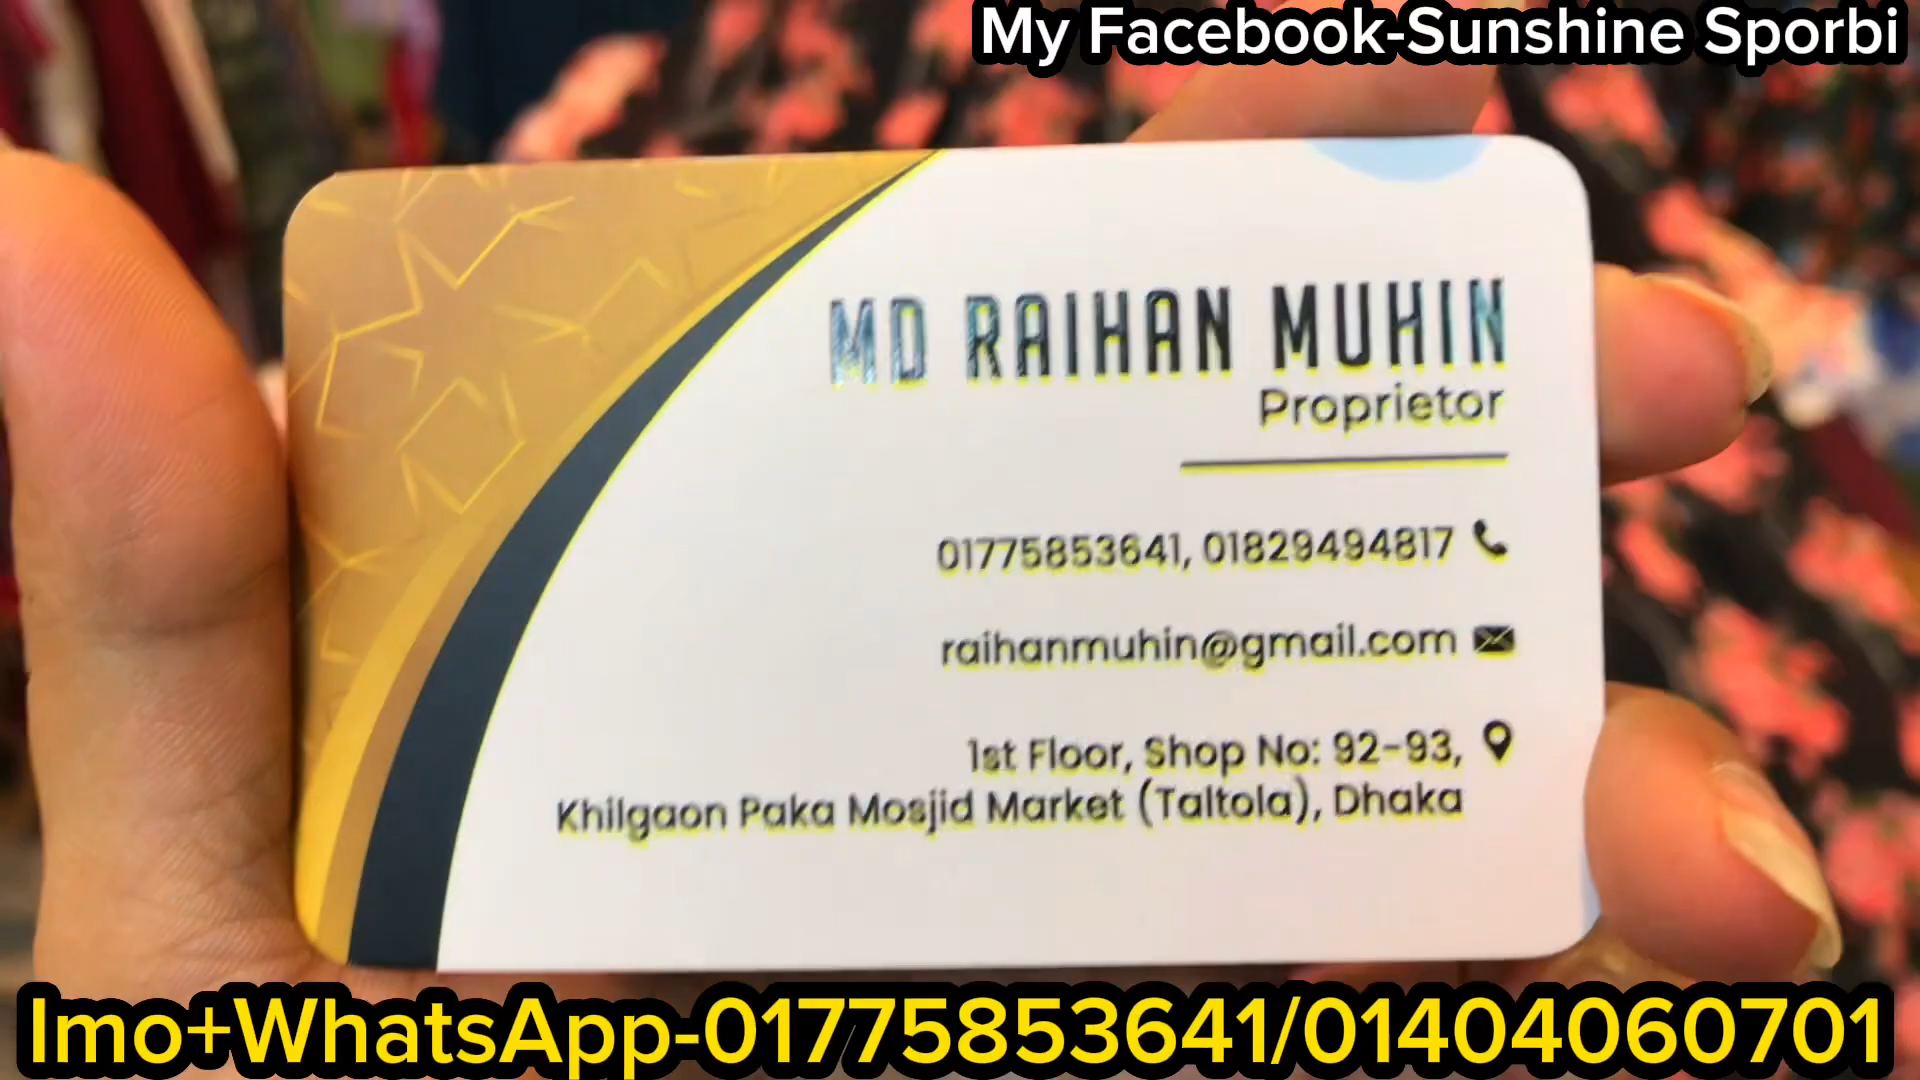 My Facebook-Sunshine Sporbi
MD RAIHAN MUHIN
Proprietor
01775853641, 01829494817
raihanmuhin@gmail.com
1st Floor, Shop No: 92-93,
Khilgaon Paka Mosjid Market (Taltola), Dhaka
Imo+WhatsApp-01775853641/01404060701